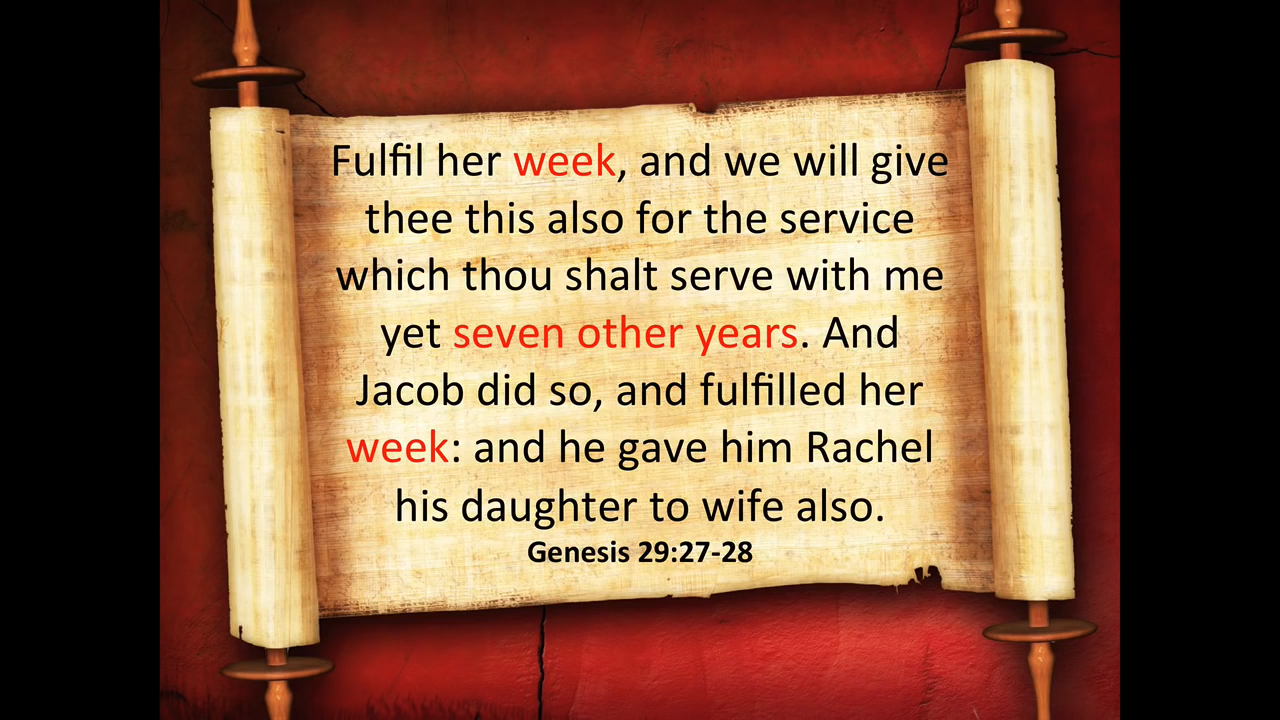 Fulfil her week, and we will give
thee this also for the service
which thou shalt serve with me
yet seven other years. And
Jacob did so, and fulfilled her
week: and he gave him Rachel
his daughter to wife also.
Genesis 29:27-28